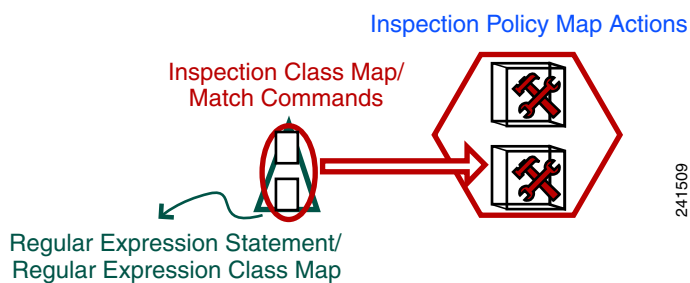 Inspection Policy Map Actions
Inspection Class Map/
Match Commands
241509
Regular Expression Statement/
Regular Expression Class Map